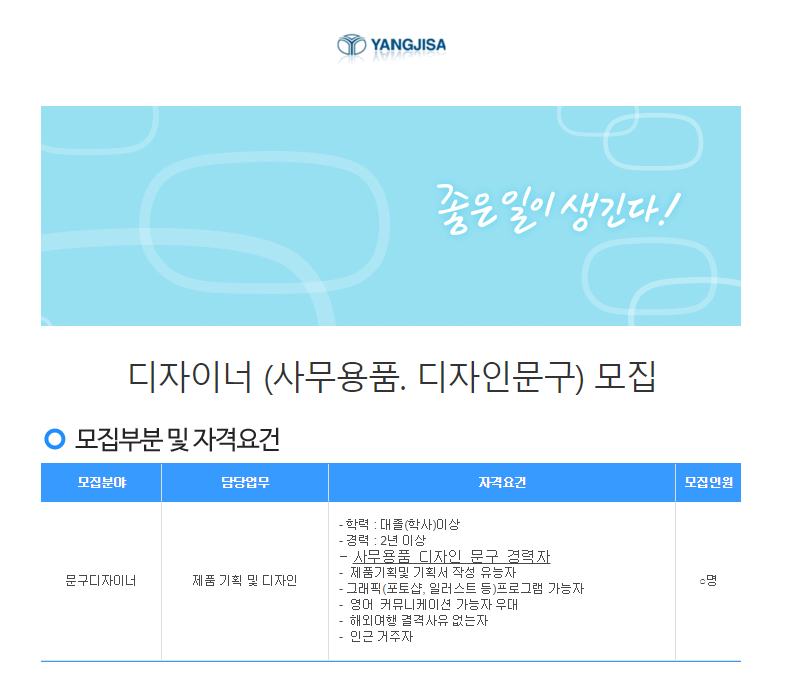 YANGJISA
좋은일이 생긴다!
디자이너 (사무용품. 디자인문구) 모집
모집부분 및 자격요건
모집분야 담당업무 자격요건 모집인원
- 학력 : 대졸(학사)이상
- 경력 : 2년 이상
- 사무용품 디자인 문구 경력자
- 제품기획및 기획서 작성 유능자
문구디자이너 제품 기획 및 디자인 ○명
- 그래픽(포토샵, 일러스트 등)프로그램 가능자
- 영어 커뮤니케이션 가능자 우대
- 해외여행 결격사유 없는자
- 인근 거주자